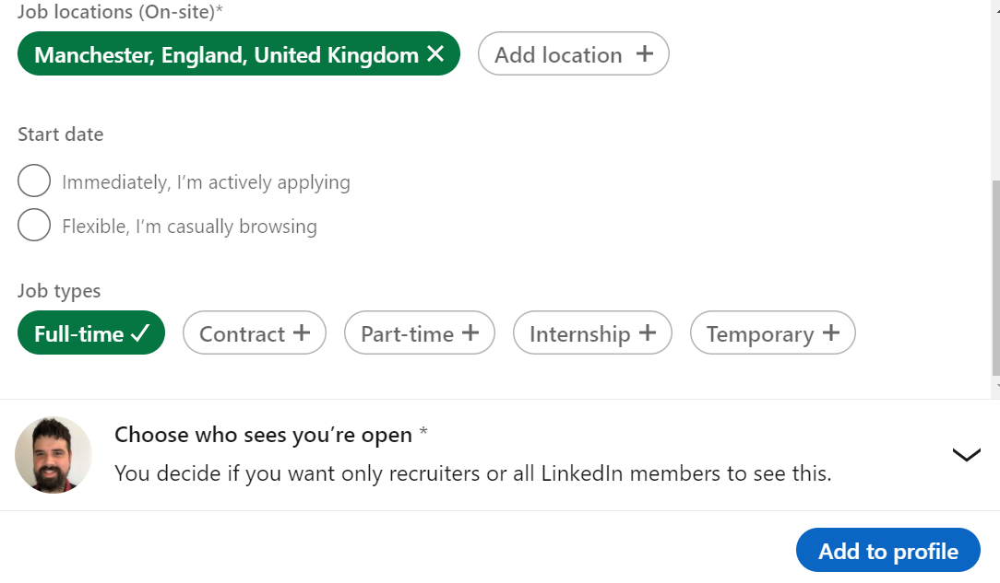 Job locations (On-site)*
Manchester, England, United Kingdom
Add location
Start date
Immediately, I’m actively applying
Flexible, I’m casually browsing
Job types
Full-time Contract Part-time Internship Temporary
Choose who sees you’re open *
You decide if you want only recruiters or all LinkedIn members to see this.
Add to profile